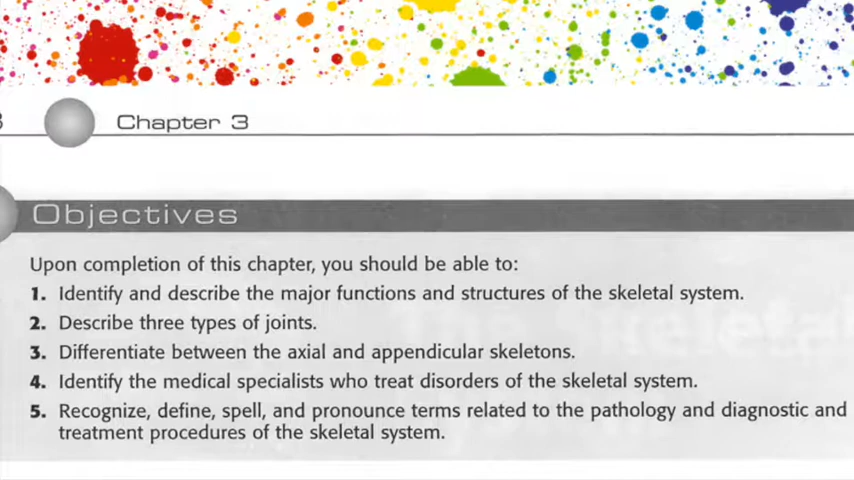 Chapter 3
Objectives
Upon completion of this chapter, you should be able to:
1. Identify and describe the major functions and structures of the skeletal system.
2. Describe three types of joints.
3. Differentiate between the axial and appendicular skeletons.
4. Identify the medical specialists who treat disorders of the skeletal system.
5. Recognize, define, spell, and pronounce terms related to the pathology and diagnostic and
treatment procedures of the skeletal system.